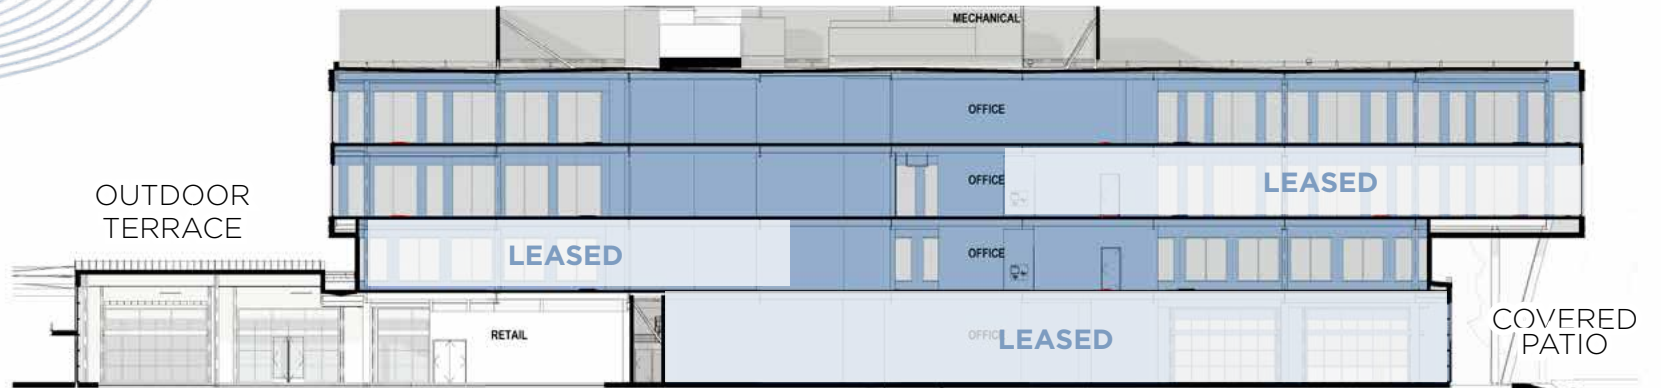 MECHANICAL
OFFICE
OFFICE
LEASED
OUTDOOR
TERRACE
LEASED
OFFICE
RETAIL
OFFICE
LEASED
COVERED
PATIO